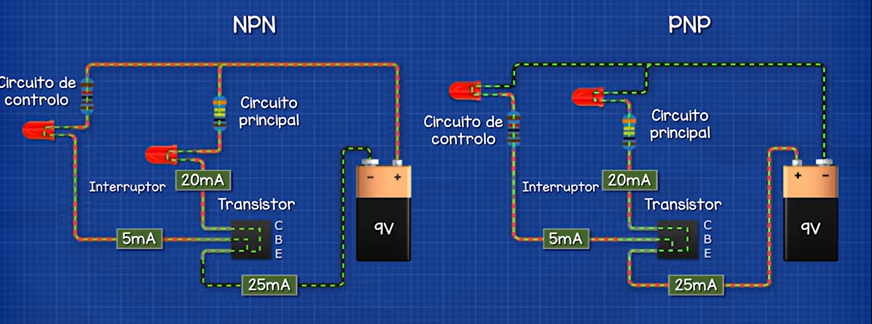 NPN
Circuito de
controlo
Circuito
principal
Interruptor
20mA
Transistor
C
B
E
5mA
25mA
- +
9V
PNP
Circuito de
controlo
Circuito
principal
Interruptor
20mA
Transistor
C
B
E
5mA
25mA
+ -
9V